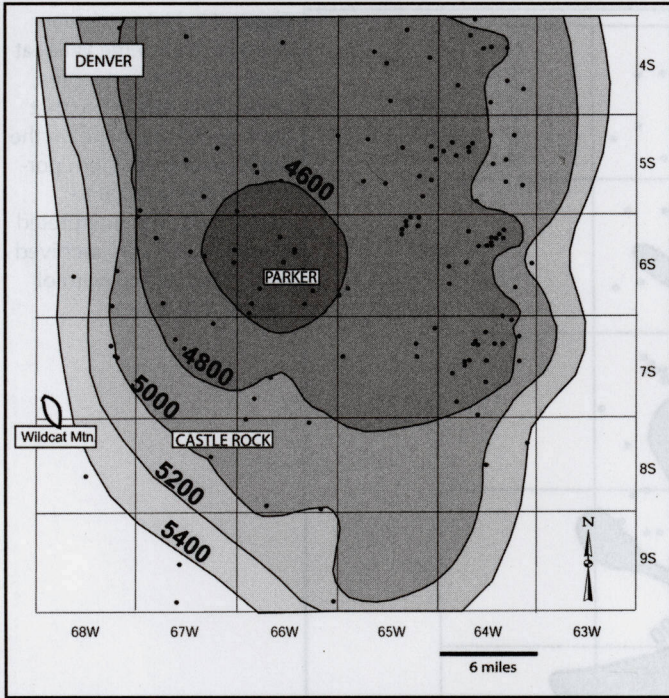 DENVER
4S
5S
4600
6S
PARKER
4800
7S
5000
Wildcat Mtn
CASTLE ROCK
8S
5200
5400
N
9S
68W 67W 66W 65W 64W 63W
6 miles